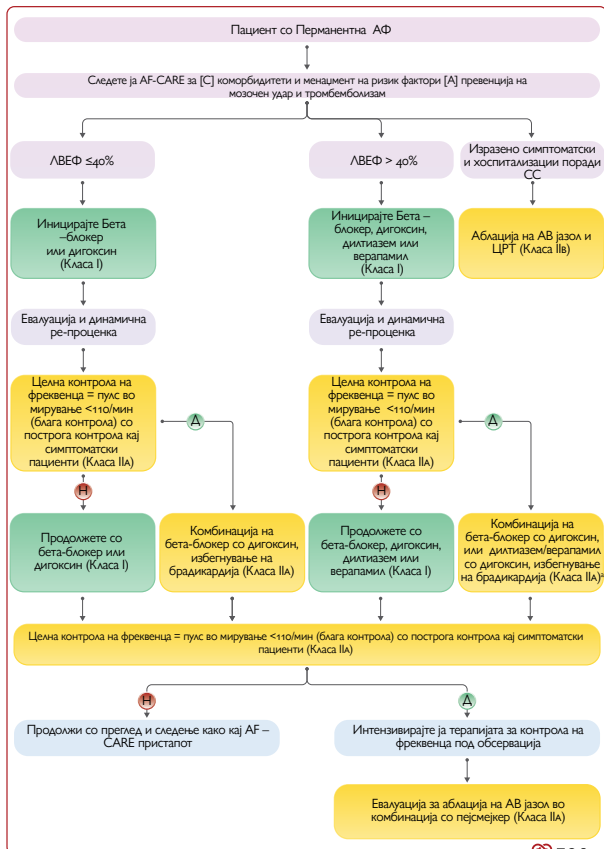 Пациент со Перманентна АФ
Следете ја AF-CARE за [C] коморбидитети и менаџмент на ризик фактори [A] превенција на
мозочен удар и тромбемболизам
ЛВЕФ ≤40%
ЛВЕФ > 40%
Изразено симптоматски
и хоспитализации поради
СС
Иницирајте Бета
–блокер
или дигоксин
(Класа I)
Иницирајте Бета –
блокер, дигоксин,
дилтиазем или
верапамил
(Класа I)
Аблација на АВ јазол и
ЦРТ (Класа IIв)
Евалуација и динамична
ре-проценка
Евалуација и динамична
ре-проценка
Целна контрола на
фреквенца = пулс во
мирување <110/мин
(блага контрола) со
построга контрола кај
симптоматски
пациенти (Класа IIа)
Д
Целна контрола на
фреквенца = пулс во
мирување <110/мин
(блага контрола) со
построга контрола кај
симптоматски
пациенти (Класа IIа)
Д
Н
Н
Продолжете со
бета-блокер или
дигоксин (Класа I)
Комбинација на
бета-блокер со дигоксин,
избегнување на
брадикардија (Класа IIа)
Продолжете со
бета-блокер, дигоксин,
дилтиазем или
верапамил (Класа I)
Комбинација на
бета-блокер со дигоксин,
или дилтиазем/верапамил
со дигоксин, избегнување
на брадикардија (Класа IIа)
Целна контрола на фреквенца = пулс во мирување <110/мин (блага контрола) со построга контрола кај симптоматски
пациенти (Класа IIа)
Н
Д
Продолжи со преглед и следење како кај AF –
CARE пристапот
Интензивирајте ја терапијата за контрола на
фреквенца под обсервација
Евалуација за аблација на АВ јазол во
комбинација со пејсмејкер (Класа IIа)